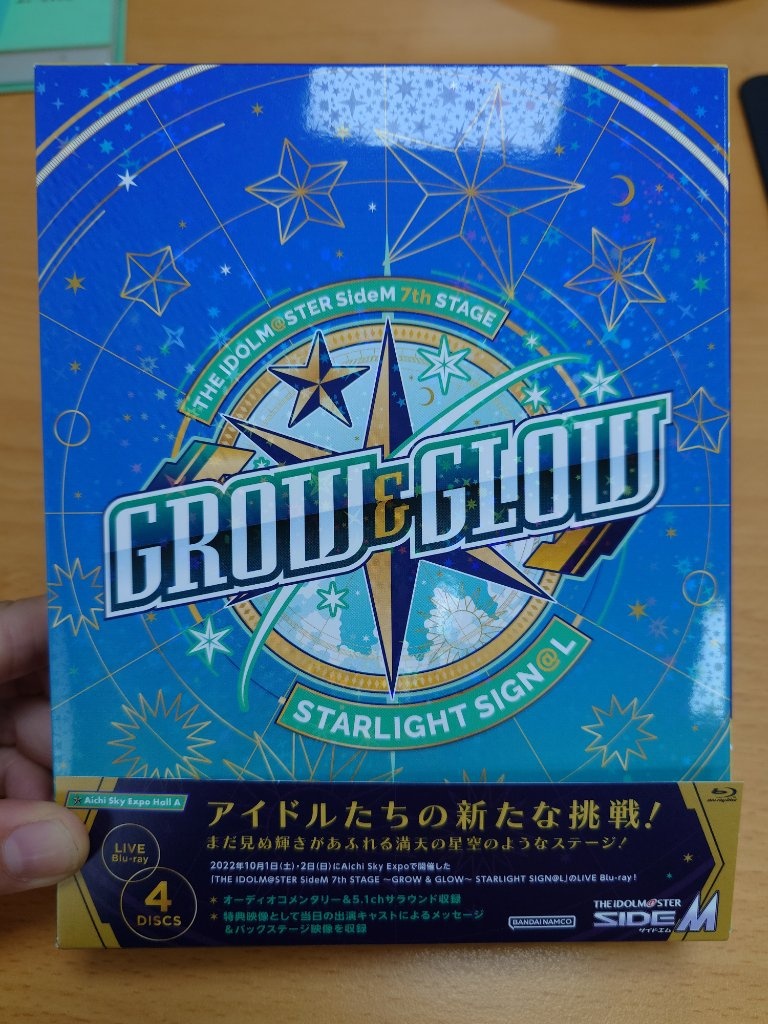 THE IDOLM@STER SideM 7th STAGE
GROW & GLOW
STARLIGHT SIGN@L
Aichi Sky Expo Hall A
アイドルたちの新たな挑戦!
まだ見ぬ輝きがあふれる満天の星空のようなステージ!
Blu-ray Disc
LIVE
Blu-ray
4
DISCS
2022年10月1日(土)・2日(日)にAichi Sky Expoで開催した
「THE IDOLM@STER SideM 7th STAGE ～GROW & GLOW～ STARLIGHT SIGN@L」のLIVE Blu-ray!
＊ オーディオコメンタリー&5.1chサラウンド収録
＊ 特典映像として当日の出演キャストによるメッセージ
&バックステージ映像を収録
BANDAI NAMCO
THE IDOLM@STER
SIDEM
サイドエム